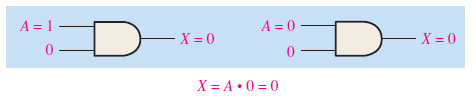 A = 1 X = 0 A = 0 X = 0
0 0
X = A • 0 = 0